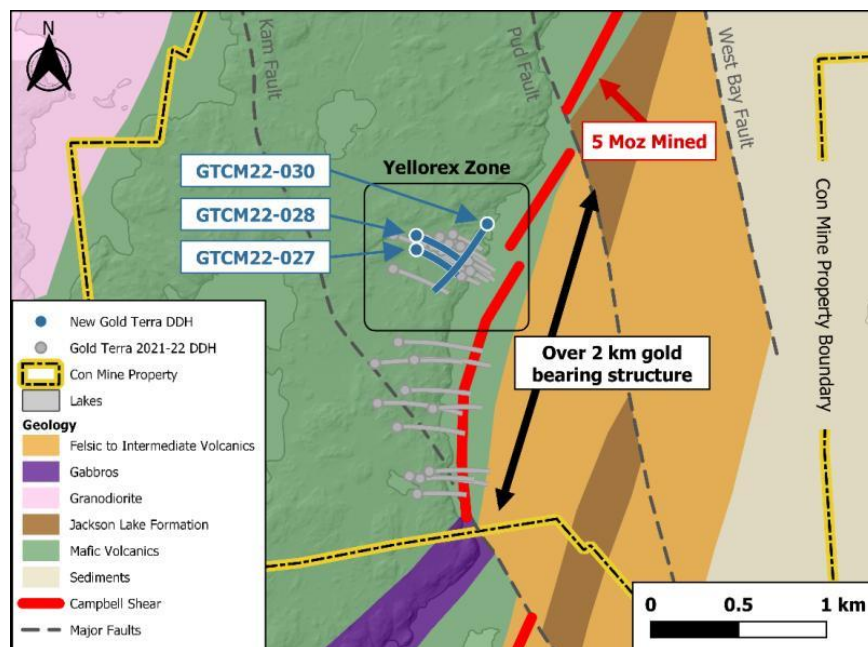 N
Kam Fault
Pud Fault
West Bay Fault
5 Moz Mined
GTCM22-030
Yellorex Zone
GTCM22-028
GTCM22-027
Con Mine Property Boundary
Over 2 km gold
bearing structure
New Gold Terra DDH
Gold Terra 2021-22 DDH
Con Mine Property
Lakes
Geology
Felsic to Intermediate Volcanics
Gabbros
Granodiorite
Jackson Lake Formation
Mafic Volcanics
Sediments
Campbell Shear
Major Faults
0 0.5 1 km